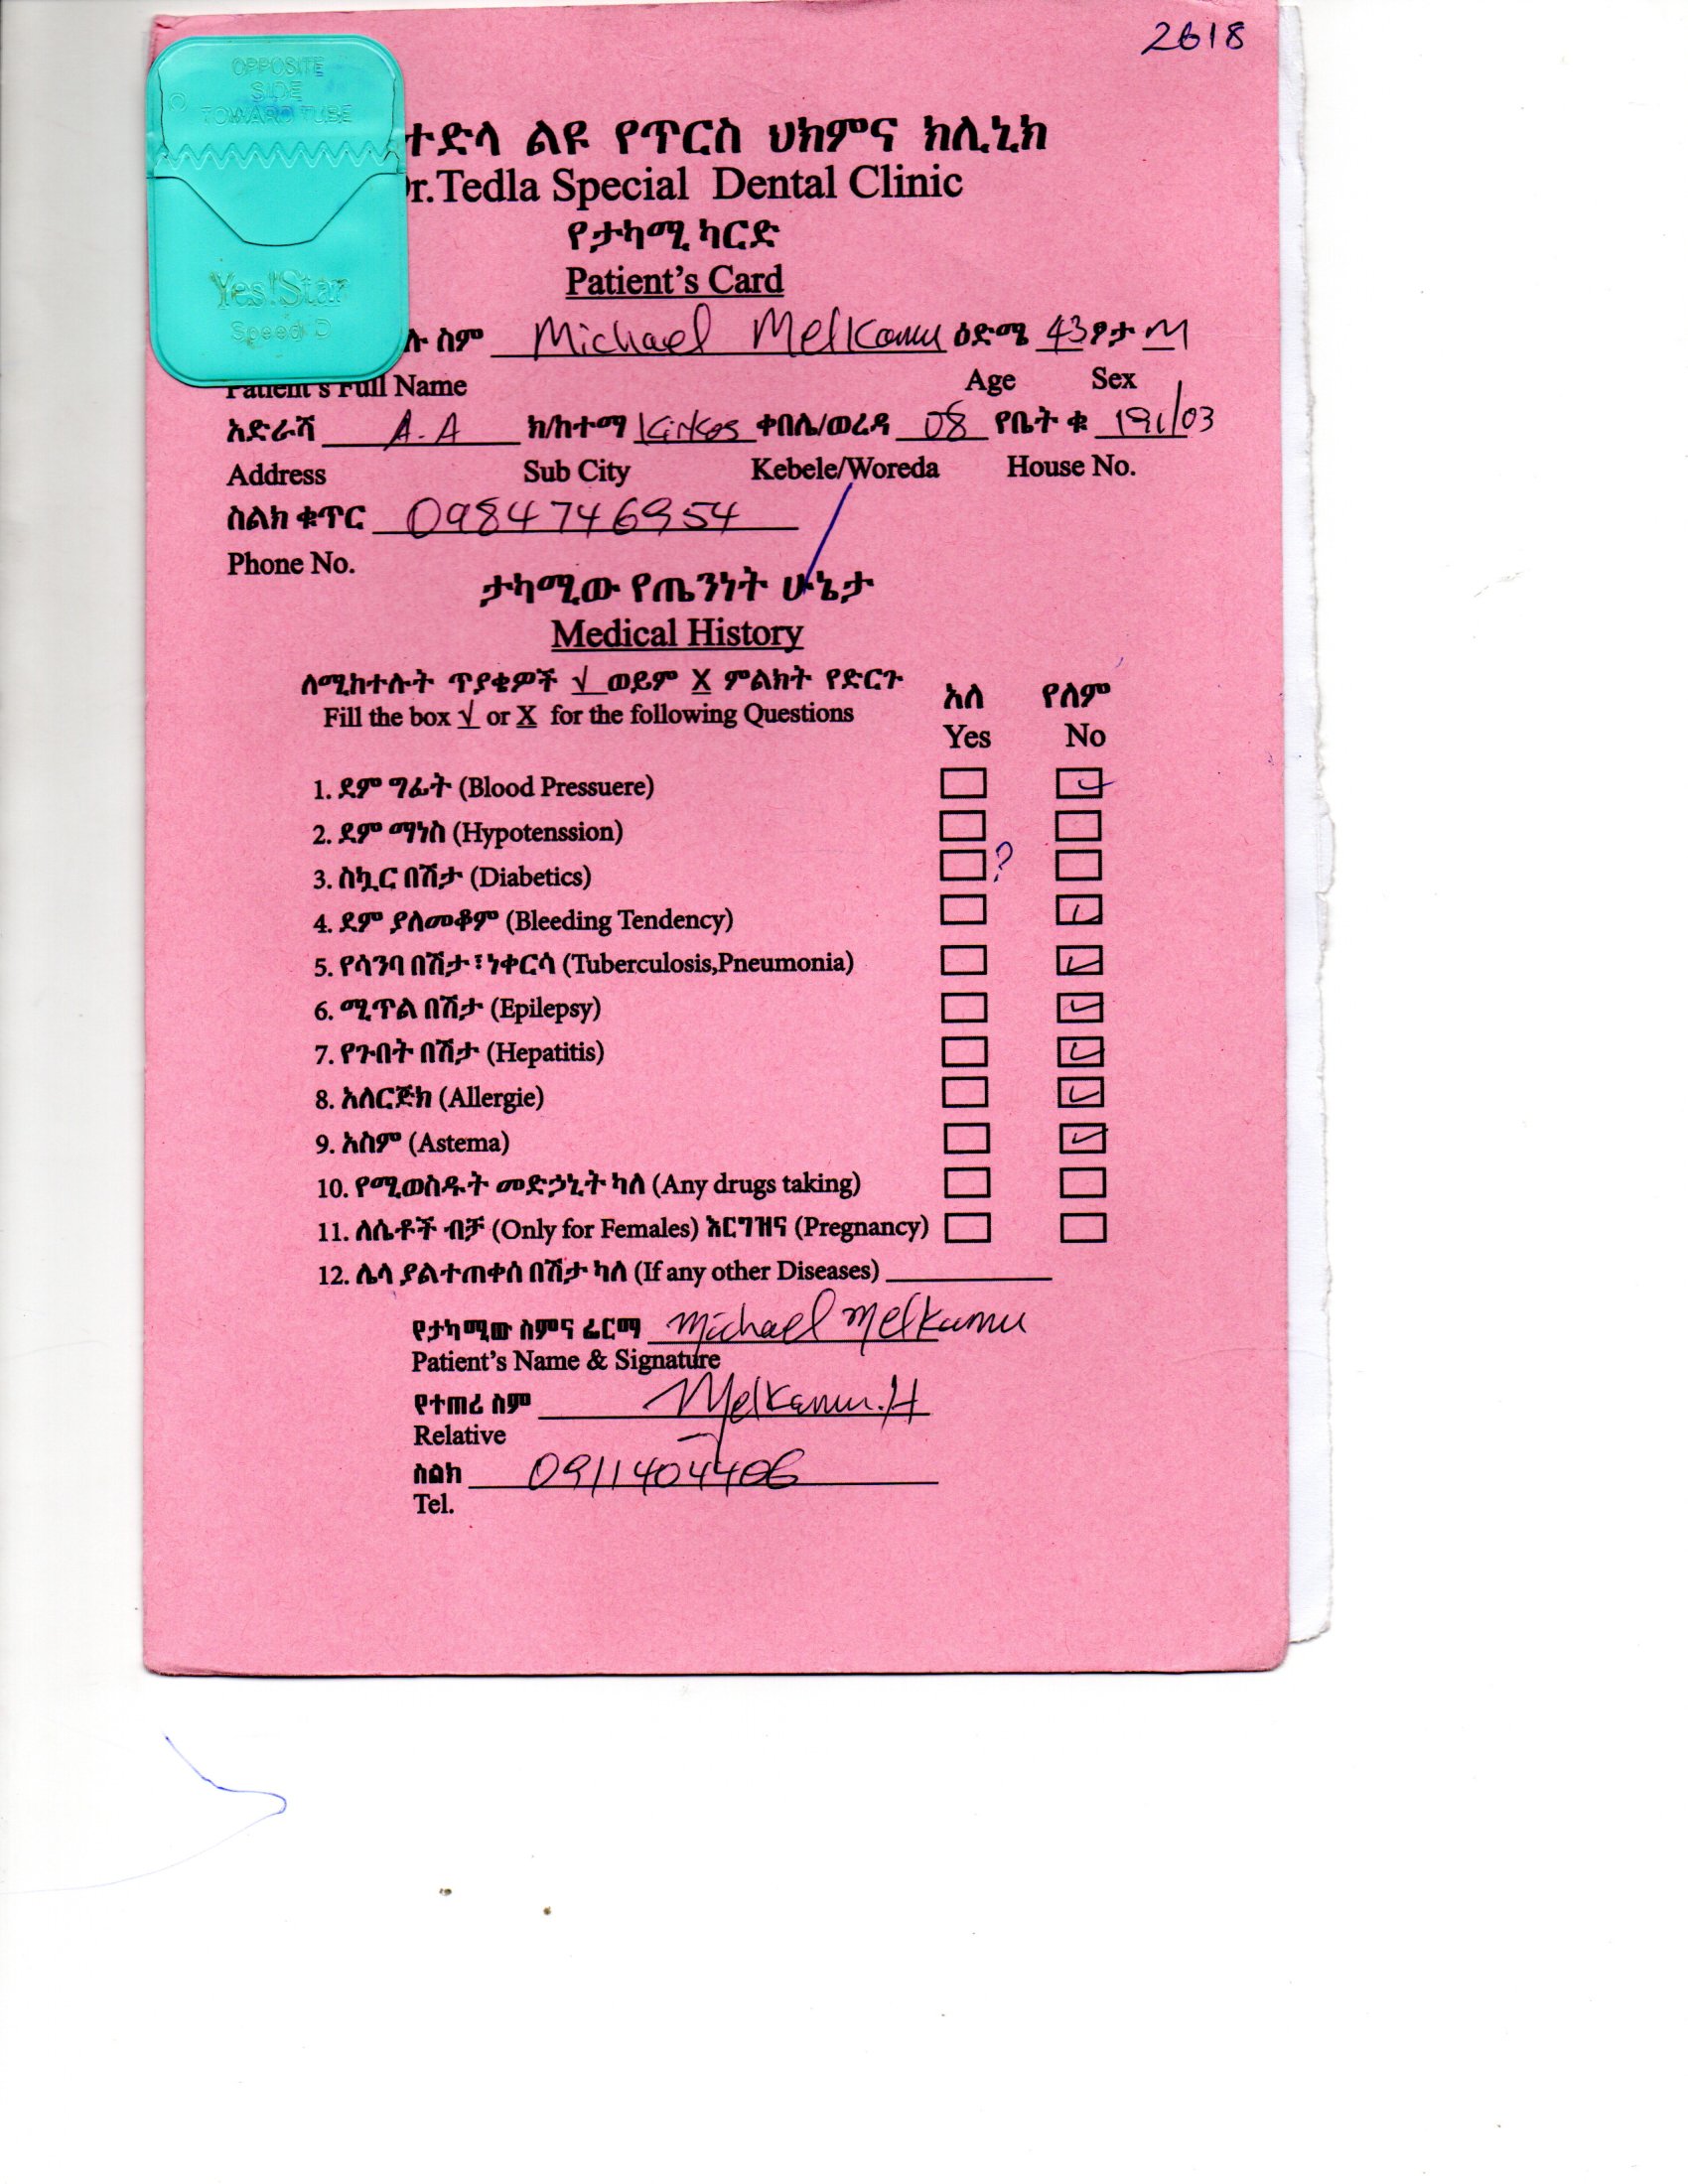 2618
OPPOSITE
SIDE
TOWARD TUBE
Yes!Star
Speed D
ተድላ ልዩ የጥርስ ህክምና ክሊኒክ
Dr.Tedla Special Dental Clinic
የታካሚ ካርድ
Patient's Card
ሉ ስም Michael Melkamu ዕድሜ 43 ፆታ M
Patient's Full Name Age Sex
አድራሻ A.A ክ/ከተማ Kirkos ቀበሌ/ወረዳ 08 የቤት ቁ
Address Sub City Kebele/Woreda House No.
ስልክ ቁጥር 0984746954
Phone No.
ታካሚው የጤንነት ሁኔታ
Medical History
ለሚከተሉት ጥያቄዎች √ ወይም X ምልክት የድርጉ አለ የለም
Fill the box √ or X for the following Questions Yes No
1. ደም ግፊት (Blood Pressuere) ✓
2. ደም ማነስ (Hypotenssion)
3. ስኳር በሽታ (Diabetics) ?
4. ደም ያለመቆም (Bleeding Tendency) ✓
5. የሳንባ በሽታ፣ነቀርሳ (Tuberculosis,Pneumonia) ✓
6. ሚጥል በሽታ (Epilepsy) ✓
7. የጉበት በሽታ (Hepatitis) ✓
8. አለርጅክ (Allergie) ✓
9. አስም (Astema) ✓
10. የሚወስዱት መድኃኒት ካለ (Any drugs taking)
11. ለሴቶች ብቻ (Only for Females) እርግዝና (Pregnancy)
12. ሌላ ያልተጠቀሰ በሽታ ካለ (If any other Diseases)
የታካሚው ስምና ፊርማ Michael Melkamu
Patient's Name & Signature
የተጠሪ ስም Melkamu.H
Relative
ስልክ 0911404406
Tel.